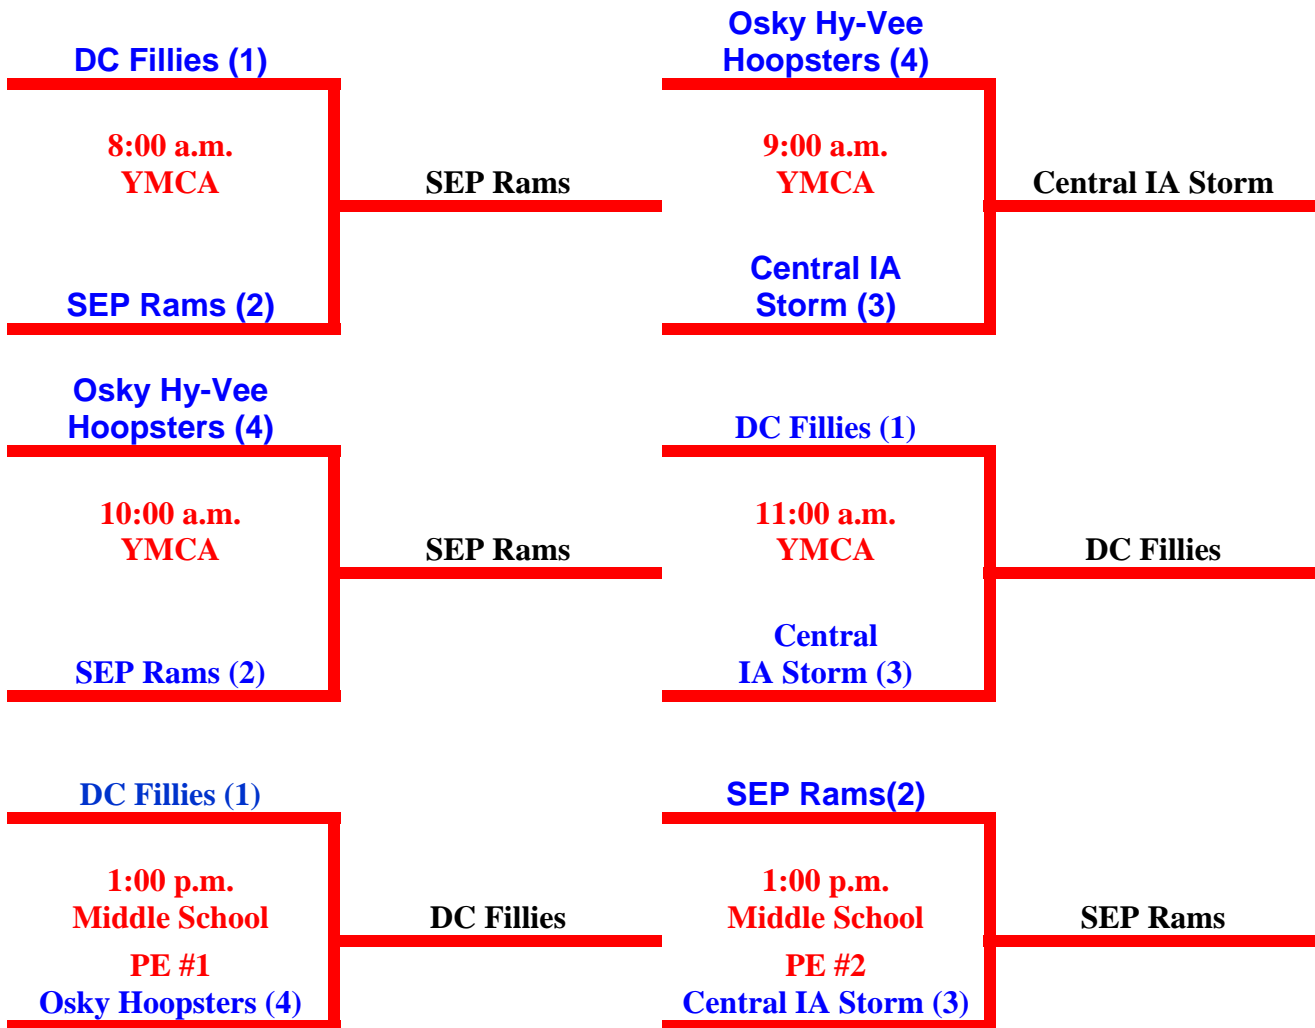 DC Fillies (1)
8:00 a.m.
YMCA
SEP Rams
SEP Rams (2)
Osky Hy-Vee
Hoopsters (4)
9:00 a.m.
YMCA
Central IA Storm
Central IA
Storm (3)
Osky Hy-Vee
Hoopsters (4)
10:00 a.m.
YMCA
SEP Rams
SEP Rams (2)
DC Fillies (1)
11:00 a.m.
YMCA
DC Fillies
Central
IA Storm (3)
DC Fillies (1)
1:00 p.m.
Middle School
DC Fillies
PE #1
Osky Hoopsters (4)
SEP Rams(2)
1:00 p.m.
Middle School
SEP Rams
PE #2
Central IA Storm (3)